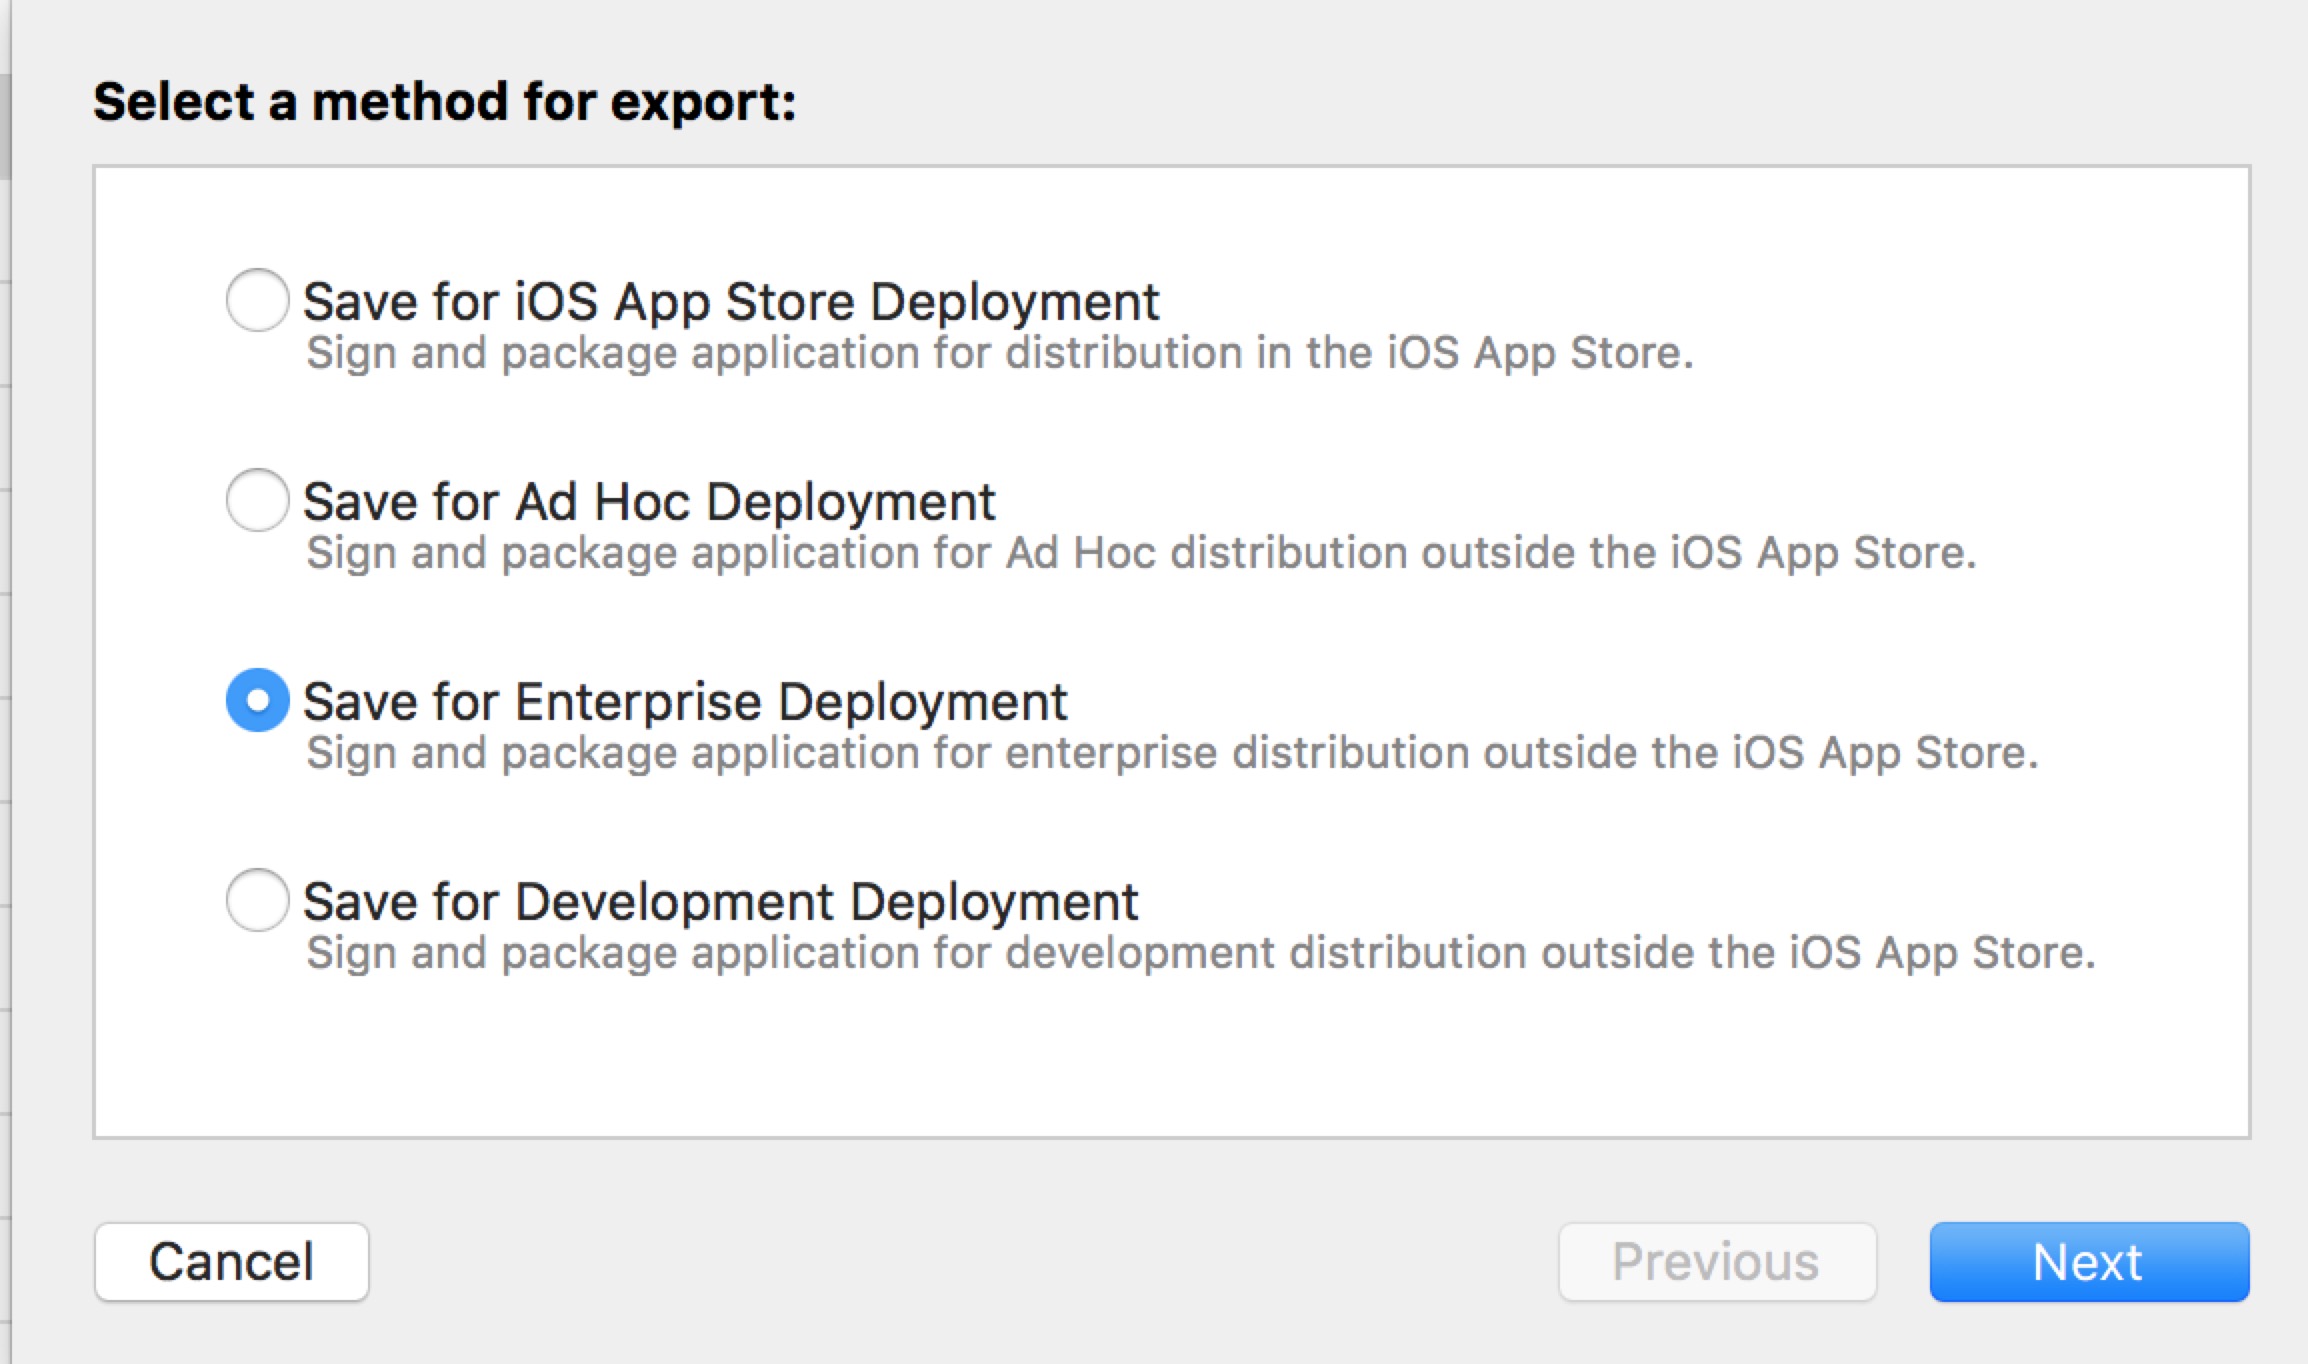 Select a method for export:
Save for iOS App Store Deployment
Sign and package application for distribution in the iOS App Store.
Save for Ad Hoc Deployment
Sign and package application for Ad Hoc distribution outside the iOS App Store.
Save for Enterprise Deployment
Sign and package application for enterprise distribution outside the iOS App Store.
Save for Development Deployment
Sign and package application for development distribution outside the iOS App Store.
Cancel Previous Next